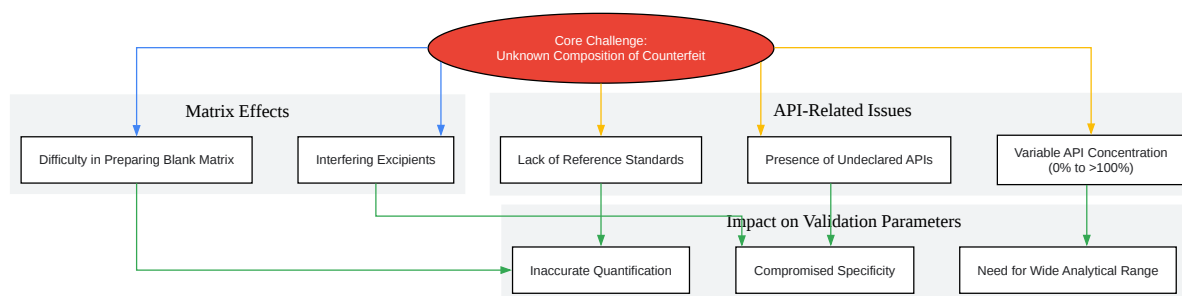 Core Challenge:
Unknown Composition of Counterfeit
Matrix Effects
API-Related Issues
Difficulty in Preparing Blank Matrix
Interfering Excipients
Lack of Reference Standards
Presence of Undeclared APIs
Variable API Concentration
(0% to >100%)
Impact on Validation Parameters
Inaccurate Quantification
Compromised Specificity
Need for Wide Analytical Range